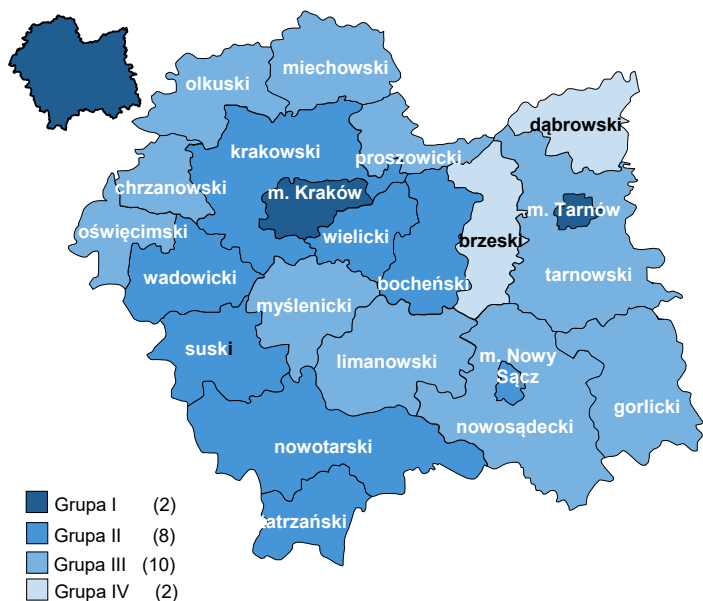 miechowski
olkuski
dąbrowski
krakowski
proszowicki
chrzanowski
m. Kraków
m. Tarnów
oświęcimski
wielicki
brzeski
wadowicki
bocheński
tarnowski
myślenicki
suski
limanowski
m. Nowy
Sącz
gorlicki
nowosądecki
nowotarski
tatrzański
Grupa I (2)
Grupa II (8)
Grupa III (10)
Grupa IV (2)